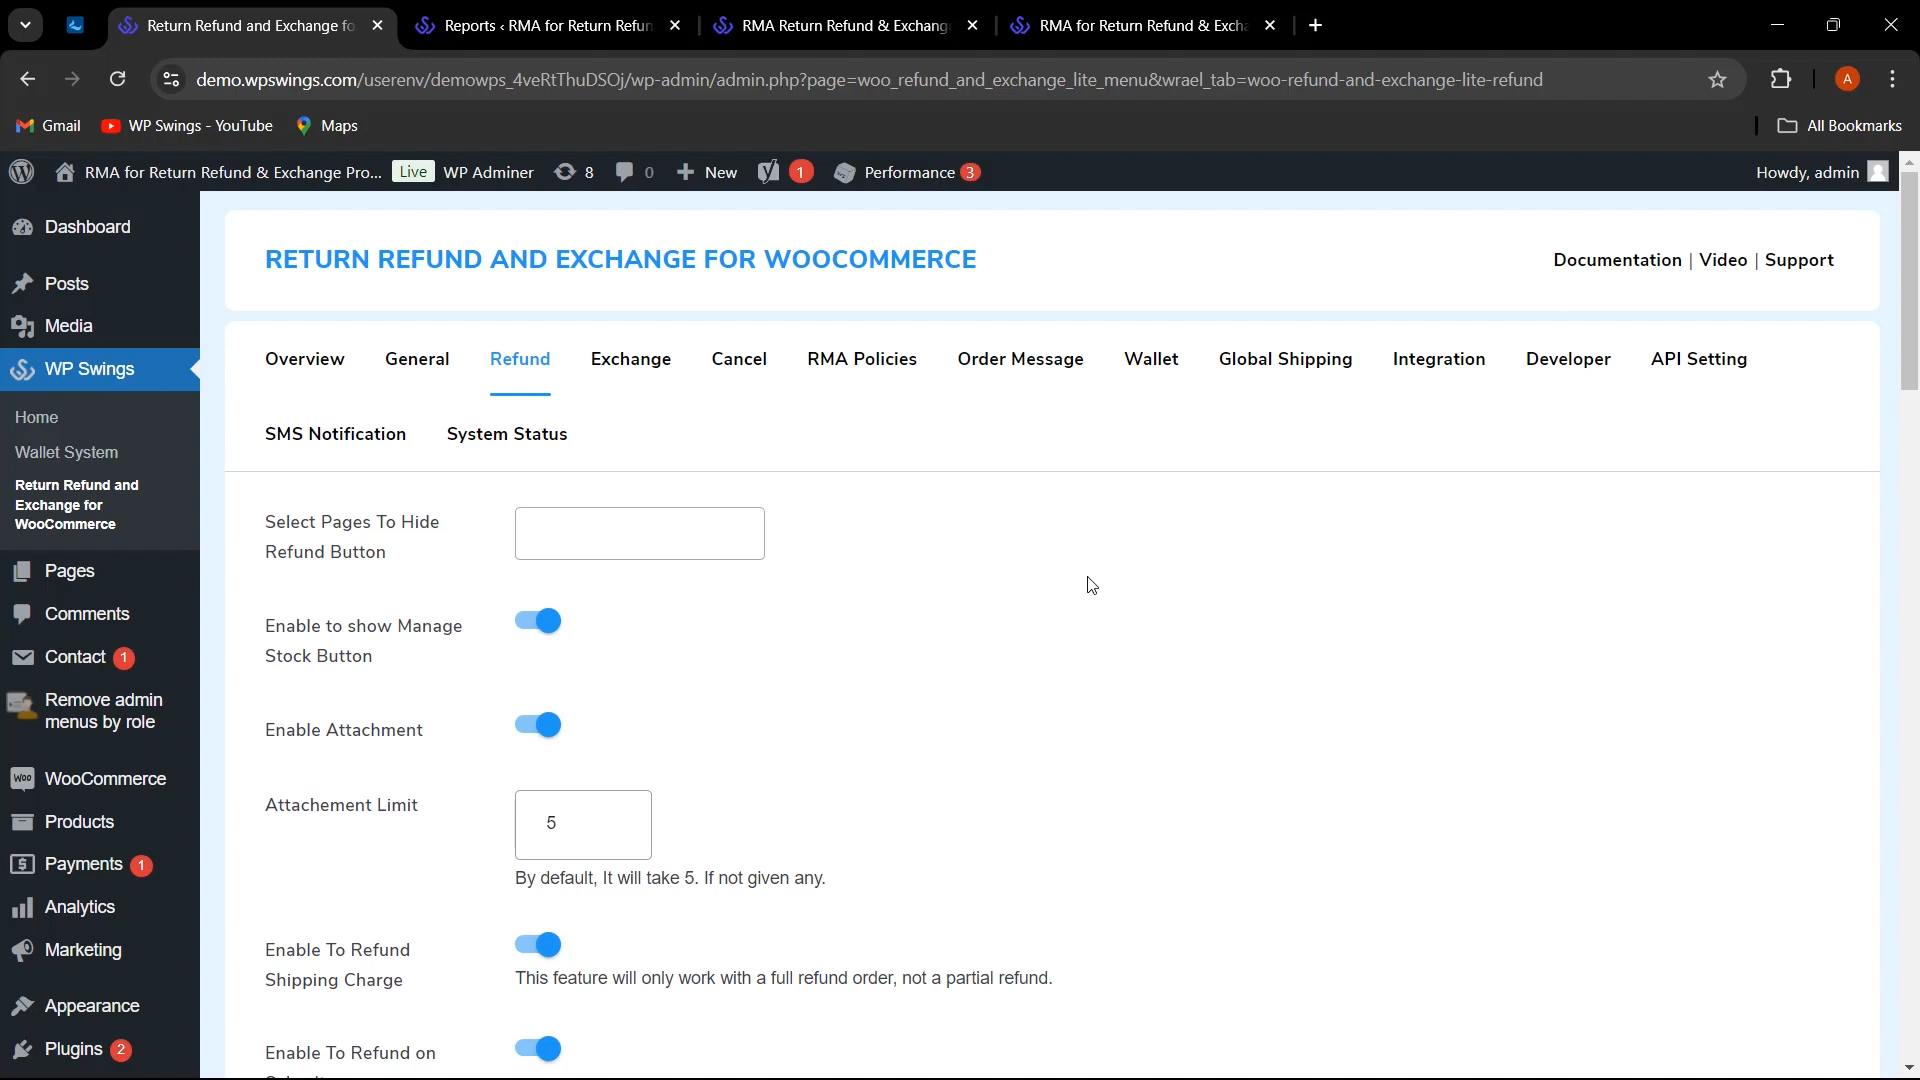 Return Refund and Exchange fo
Reports ‹ RMA for Return Refun
RMA Return Refund & Exchang
RMA for Return Refund & Exch
demo.wpswings.com/userenv/demowps_4veRtThuDSOj/wp-admin/admin.php?page=woo_refund_and_exchange_lite_menu&wrael_tab=woo-refund-and-exchange-lite-refund
A
Gmail
WP Swings - YouTube
Maps
All Bookmarks
RMA for Return Refund & Exchange Pro...
Live
WP Adminer
8
0
New
1
Performance
3
Howdy, admin
Dashboard
Posts
Media
WP Swings
Home
Wallet System
Return Refund and
Exchange for
WooCommerce
Pages
Comments
Contact 1
Remove admin
menus by role
WooCommerce
Products
Payments 1
Analytics
Marketing
Appearance
Plugins 2
RETURN REFUND AND EXCHANGE FOR WOOCOMMERCE
Documentation | Video | Support
Overview
General
Refund
Exchange
Cancel
RMA Policies
Order Message
Wallet
Global Shipping
Integration
Developer
API Setting
SMS Notification
System Status
Select Pages To Hide
Refund Button
Enable to show Manage
Stock Button
Enable Attachment
Attachement Limit
5
By default, It will take 5. If not given any.
Enable To Refund
Shipping Charge
This feature will only work with a full refund order, not a partial refund.
Enable To Refund on